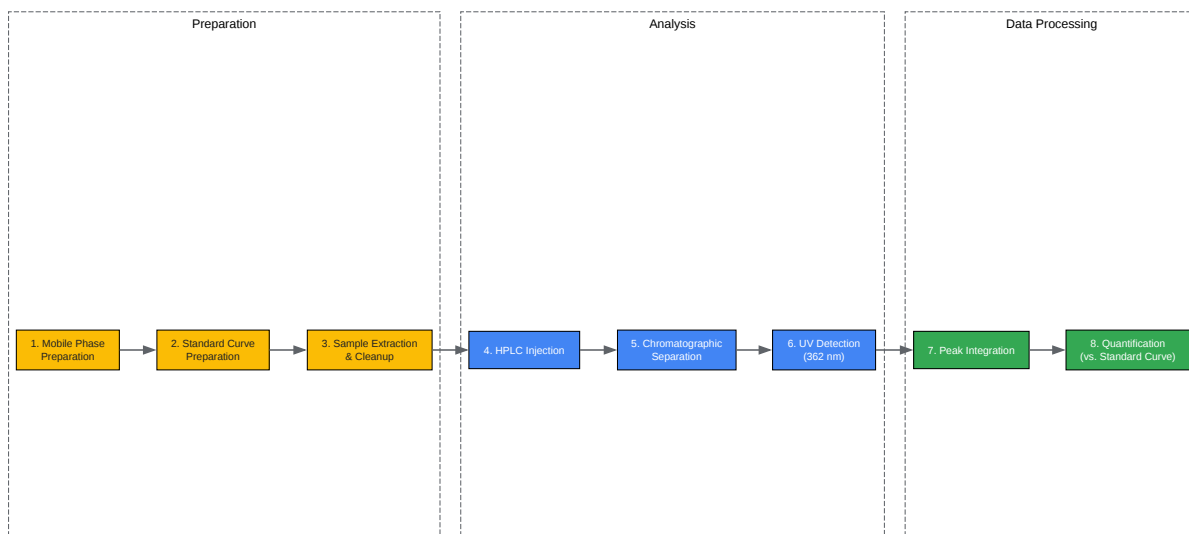 Preparation
1. Mobile Phase
Preparation
2. Standard Curve
Preparation
3. Sample Extraction
& Cleanup
Analysis
4. HPLC Injection
5. Chromatographic
Separation
6. UV Detection
(362 nm)
Data Processing
7. Peak Integration
8. Quantification
(vs. Standard Curve)